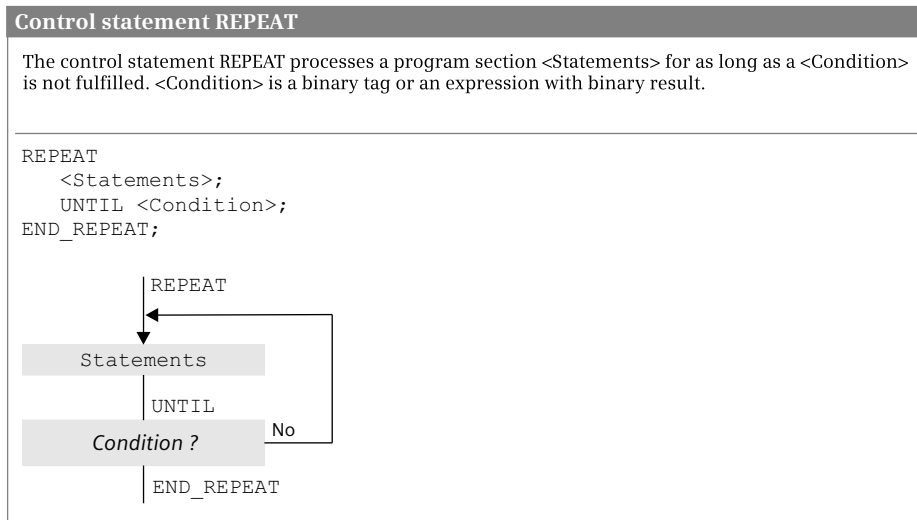 Control statement REPEAT
The control statement REPEAT processes a program section <Statements> for as long as a <Condition>
is not fulfilled. <Condition> is a binary tag or an expression with binary result.
REPEAT
<Statements>;
UNTIL <Condition>;
END_REPEAT;
REPEAT
Statements
UNTIL
Condition ?
No
END_REPEAT